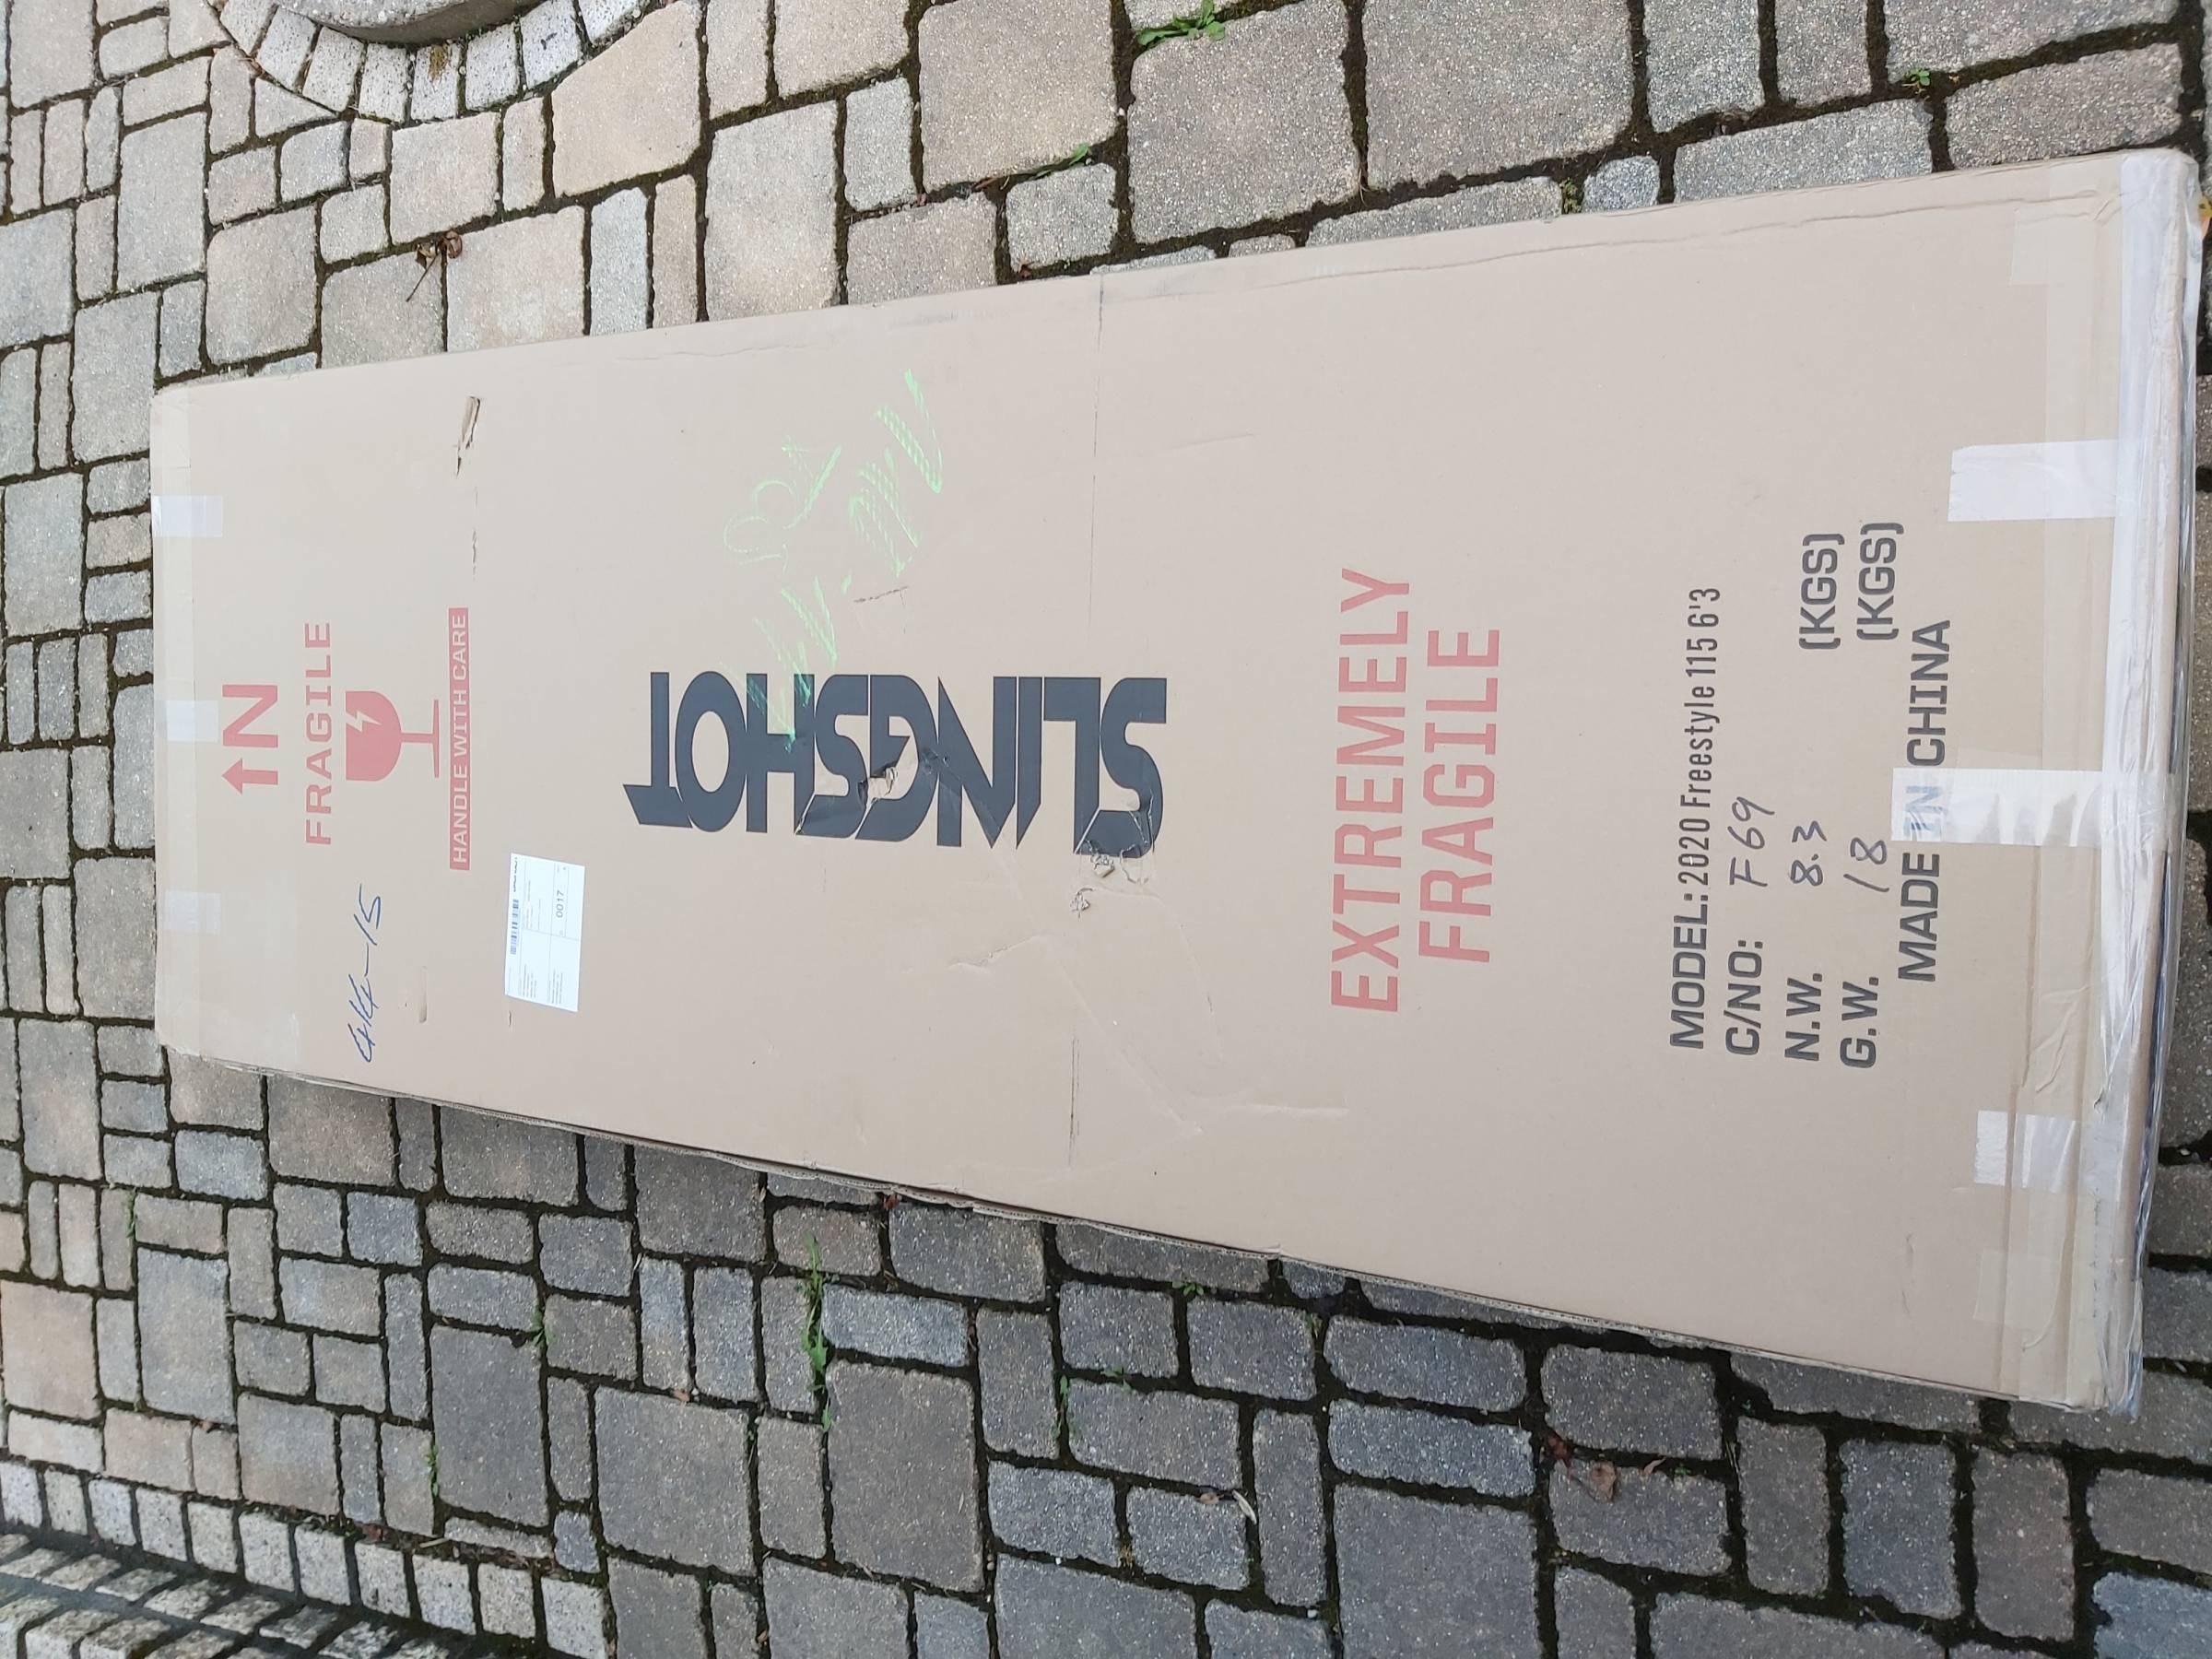 ↑N
FRAGILE
HANDLE WITH CARE
0017
SLINGSHOT
EXTREMELY
FRAGILE
MODEL: 2020 Freestyle 115 6'3
C/NO: F69
N.W. 8.3 (KGS)
G.W. 18 (KGS)
MADE IN CHINA